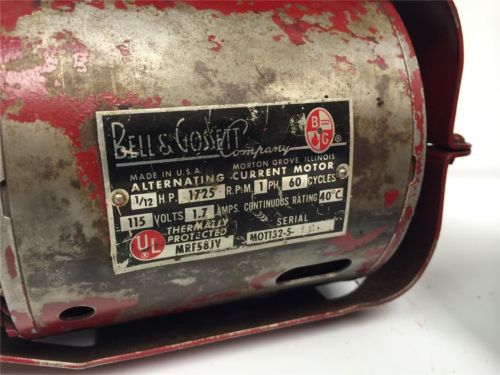 BELL & GOSSETT
Company
B
G
®
MADE IN U.S.A.
MORTON GROVE, ILLINOIS
ALTERNATING CURRENT MOTOR
1/12 H.P. 1725 R.P.M. 1 PH 60 CYCLES
115 VOLTS 1.7 AMPS. CONTINUOUS RATING 40°C
UL
®
THERMALLY
PROTECTED
SERIAL
MRF58JV
MOT132-5-